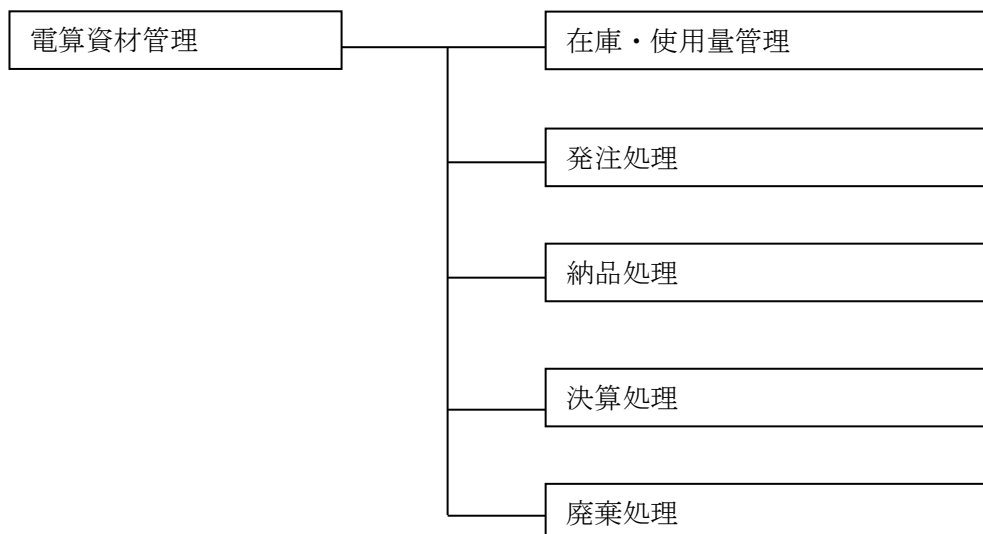 電算資材管理
在庫・使用量管理
発注処理
納品処理
決算処理
廃棄処理